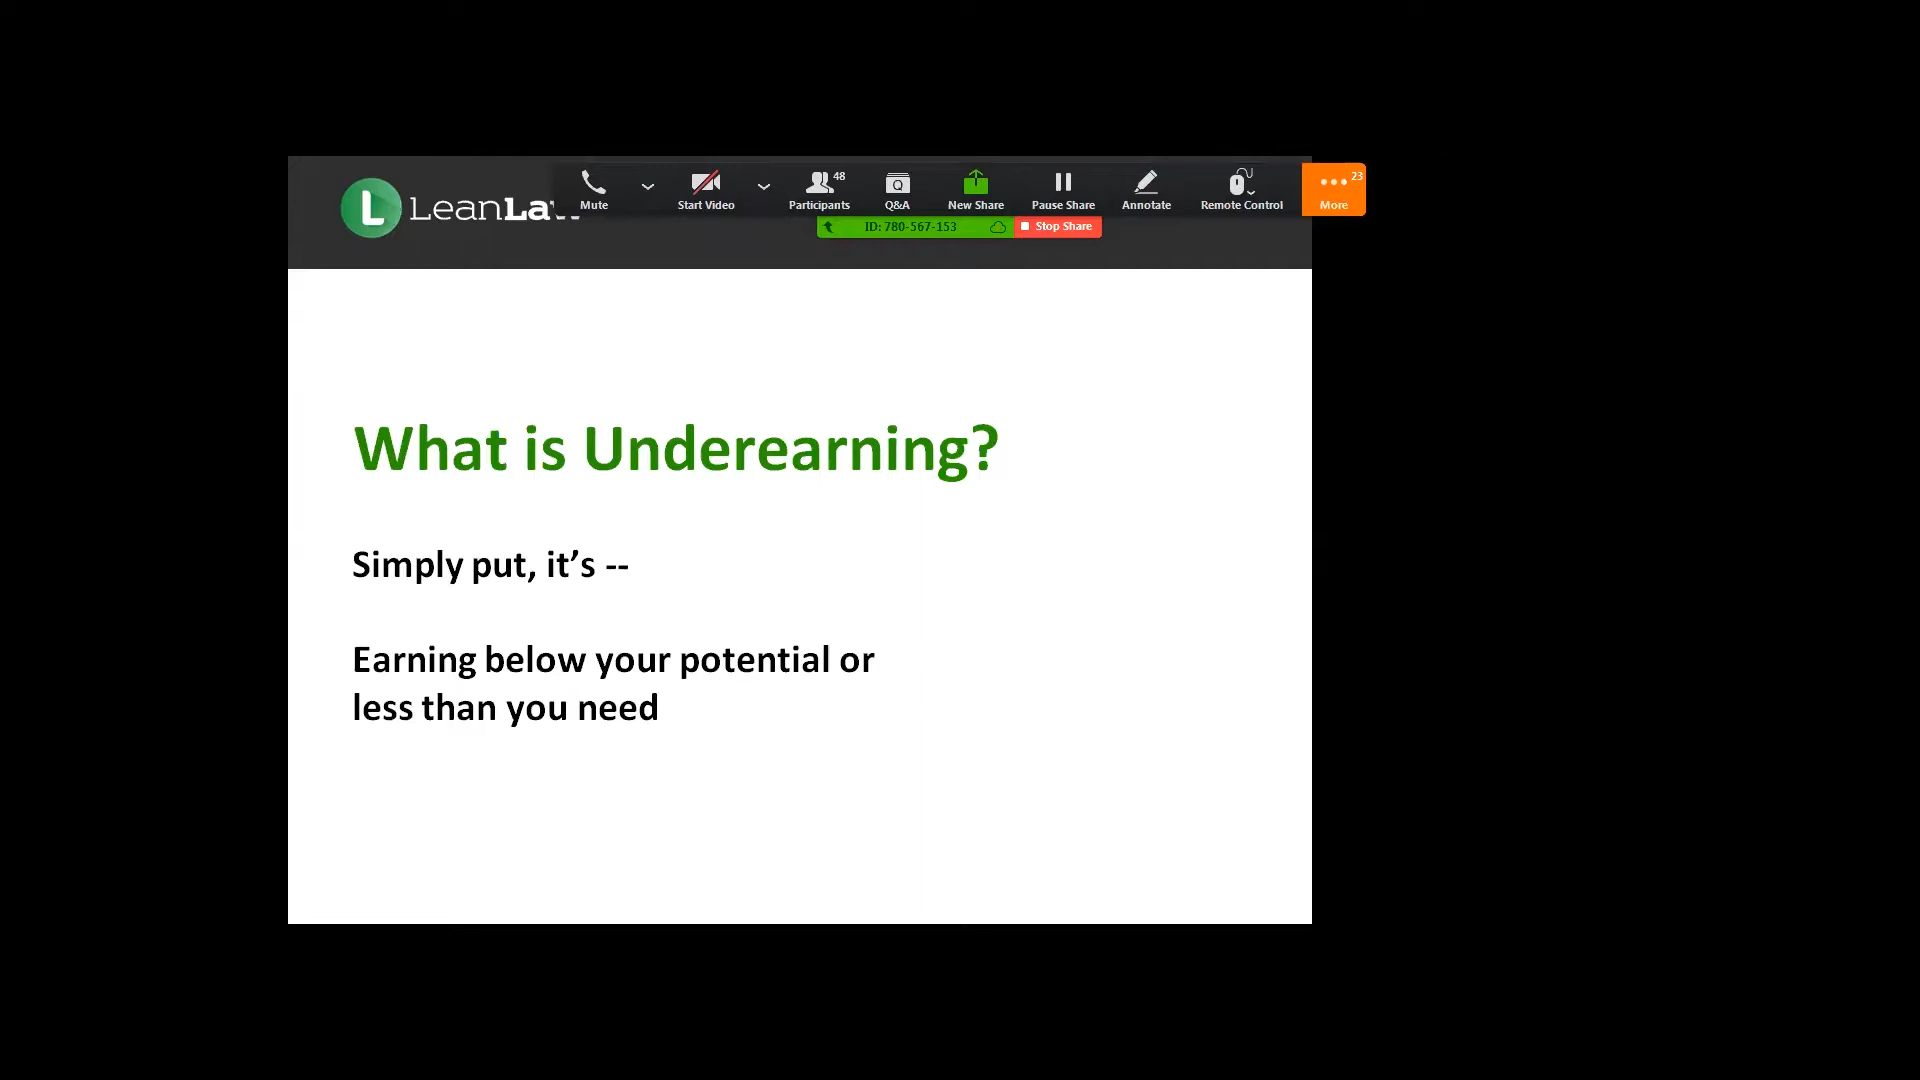 LeanLaw
Mute
Start Video
48
Participants
Q
Q&A
New Share
Pause Share
Annotate
Remote Control
23
More
ID: 780-567-153
Stop Share
What is Underearning?
Simply put, it’s --
Earning below your potential or
less than you need